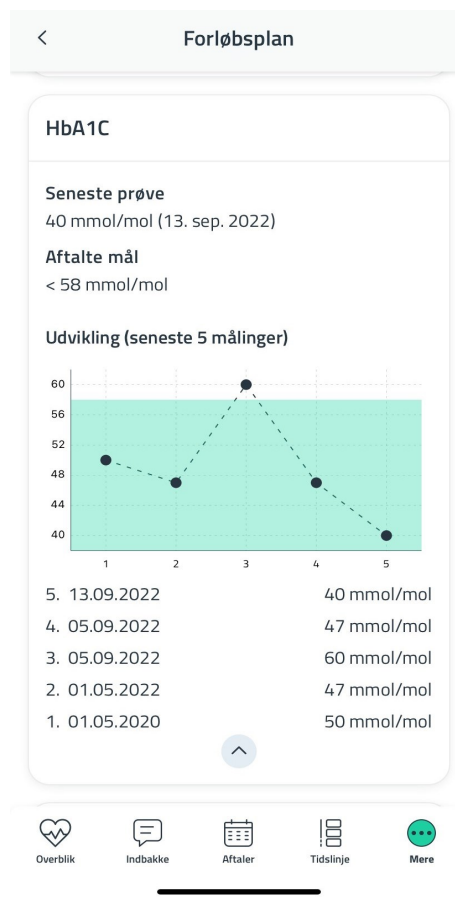 Forløbsplan
HbA1C
Seneste prøve
40 mmol/mol (13. sep. 2022)
Aftalte mål
< 58 mmol/mol
Udvikling (seneste 5 målinger)
60
56
52
48
44
40
1 2 3 4 5
5. 13.09.2022 40 mmol/mol
4. 05.09.2022 47 mmol/mol
3. 05.09.2022 60 mmol/mol
2. 01.05.2022 47 mmol/mol
1. 01.05.2020 50 mmol/mol
Overblik Indbakke Aftaler Tidslinje Mere